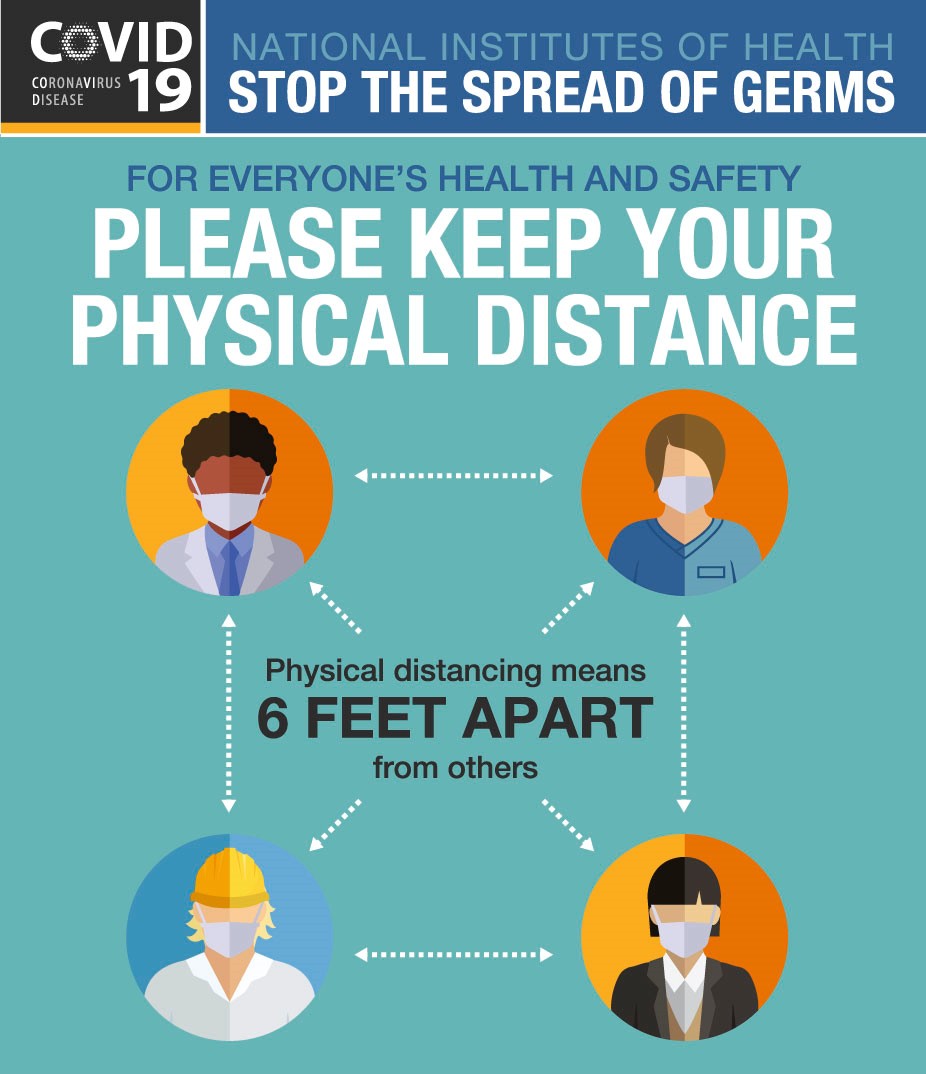 COVID
CORONAVIRUS
DISEASE
19
NATIONAL INSTITUTES OF HEALTH
STOP THE SPREAD OF GERMS
FOR EVERYONE'S HEALTH AND SAFETY
PLEASE KEEP YOUR
PHYSICAL DISTANCE
Physical distancing means
6 FEET APART
from others